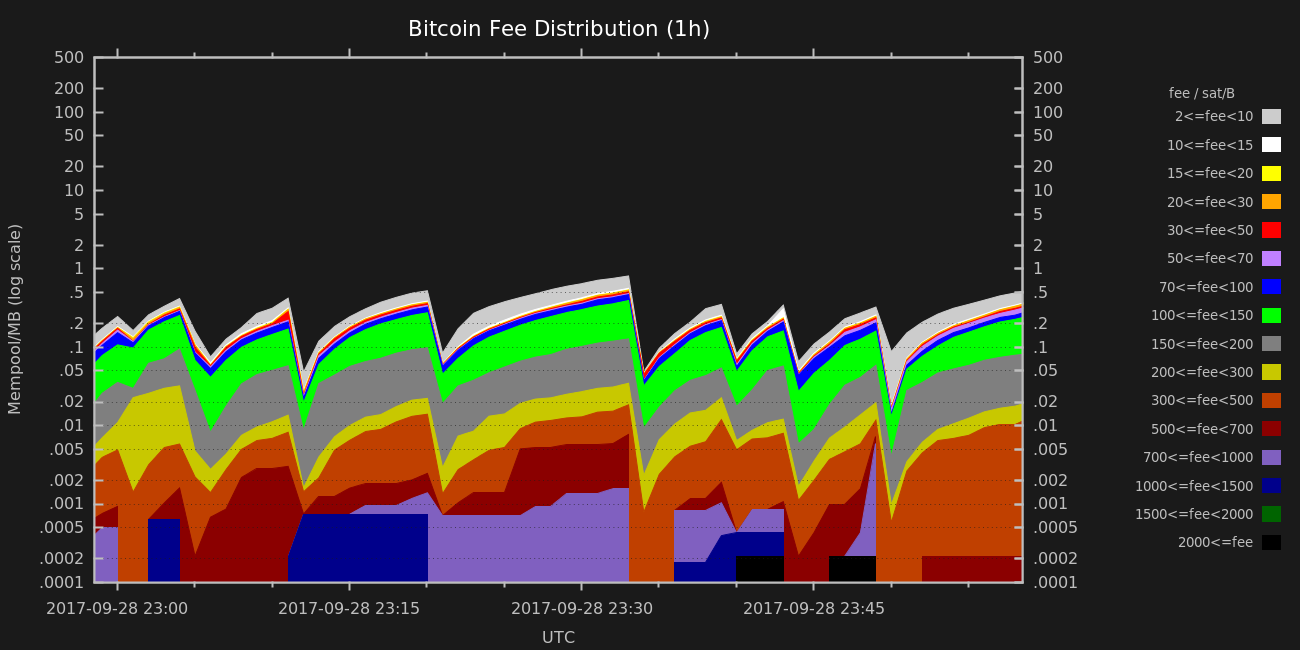 Bitcoin Fee Distribution (1h)
Mempool/MB (log scale)
500
200
100
50
20
10
5
2
1
.5
.2
.1
.05
.02
.01
.005
.002
.001
.0005
.0002
.0001
500
200
100
50
20
10
5
2
1
.5
.2
.1
.05
.02
.01
.005
.002
.001
.0005
.0002
.0001
fee / sat/B
2<=fee<10
10<=fee<15
15<=fee<20
20<=fee<30
30<=fee<50
50<=fee<70
70<=fee<100
100<=fee<150
150<=fee<200
200<=fee<300
300<=fee<500
500<=fee<700
700<=fee<1000
1000<=fee<1500
1500<=fee<2000
2000<=fee
2017-09-28 23:00
2017-09-28 23:15
2017-09-28 23:30
2017-09-28 23:45
UTC